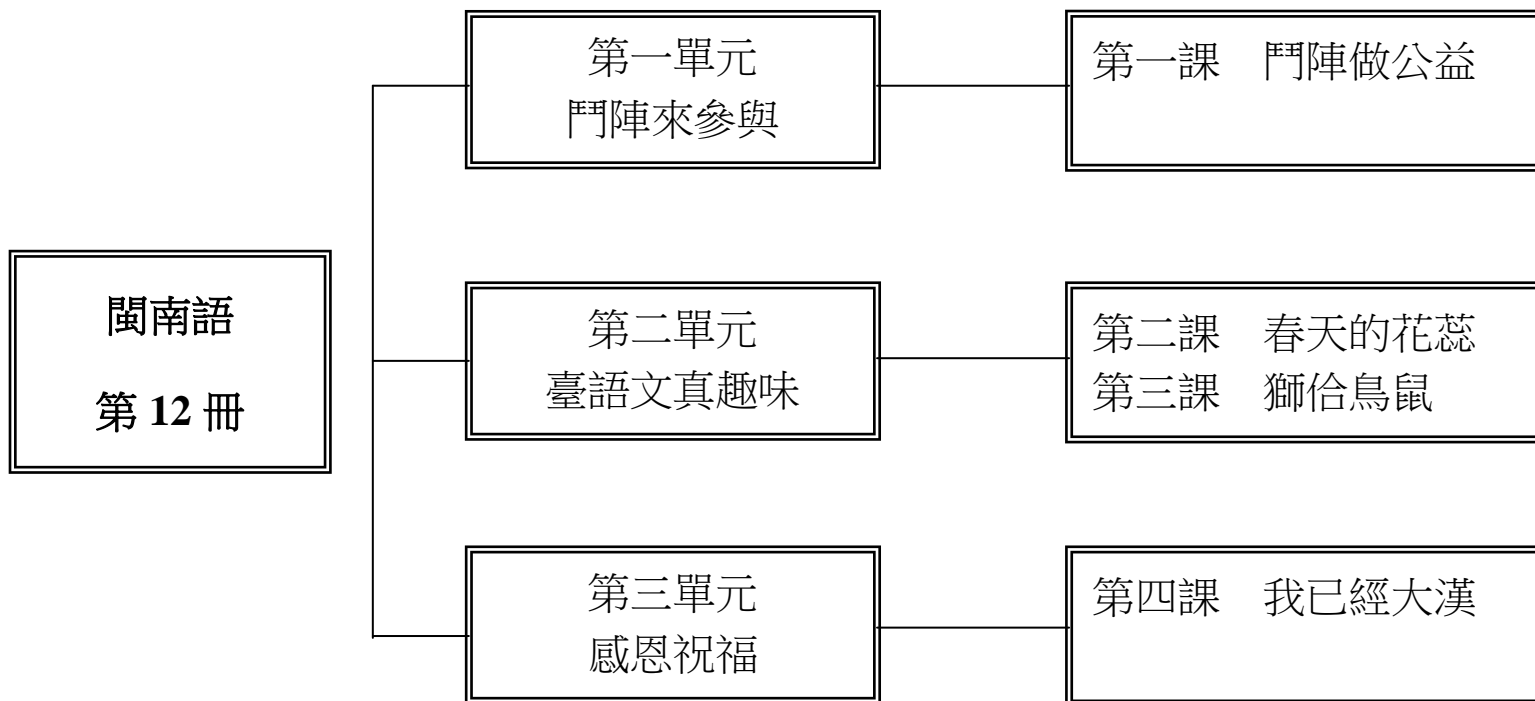 閩南語
第 12 冊
第一單元
鬥陣來參與
第一課　鬥陣做公益
第二單元
臺語文真趣味
第二課　春天的花蕊
第三課　獅佮鳥鼠
第三單元
感恩祝福
第四課　我已經大漢